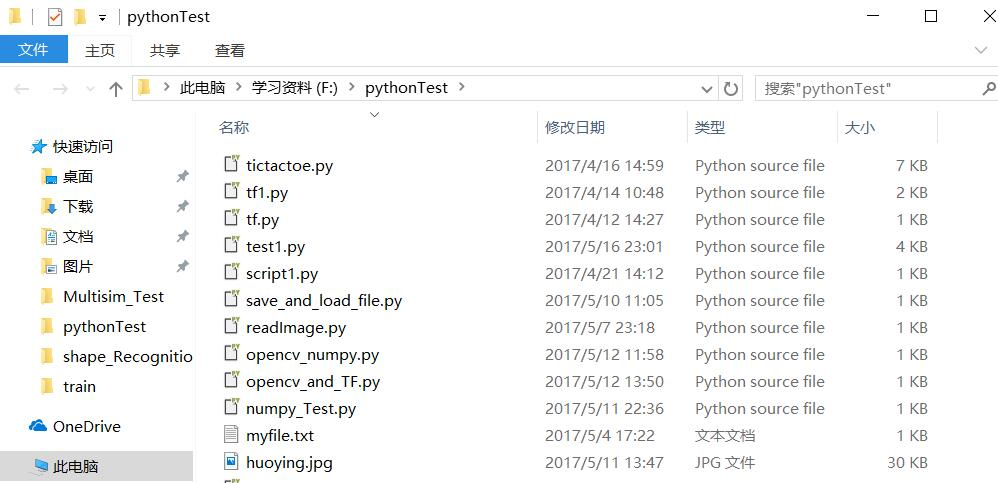 pythonTest
文件 主页 共享 查看
此电脑 学习资料 (F:) pythonTest 搜索"pythonTest"
名称 修改日期 类型 大小
快速访问
桌面
下载
文档
图片
Multisim_Test
pythonTest
shape_Recognitio
train
OneDrive
此电脑
tictactoe.py 2017/4/16 14:59 Python source file 7 KB
tf1.py 2017/4/14 10:48 Python source file 2 KB
tf.py 2017/4/12 14:27 Python source file 1 KB
test1.py 2017/5/16 23:01 Python source file 4 KB
script1.py 2017/4/21 14:12 Python source file 1 KB
save_and_load_file.py 2017/5/10 11:05 Python source file 1 KB
readImage.py 2017/5/7 23:18 Python source file 1 KB
opencv_numpy.py 2017/5/12 11:58 Python source file 1 KB
opencv_and_TF.py 2017/5/12 13:50 Python source file 1 KB
numpy_Test.py 2017/5/11 22:36 Python source file 1 KB
myfile.txt 2017/5/4 17:22 文本文档 1 KB
huoying.jpg 2017/5/11 13:47 JPG 文件 30 KB